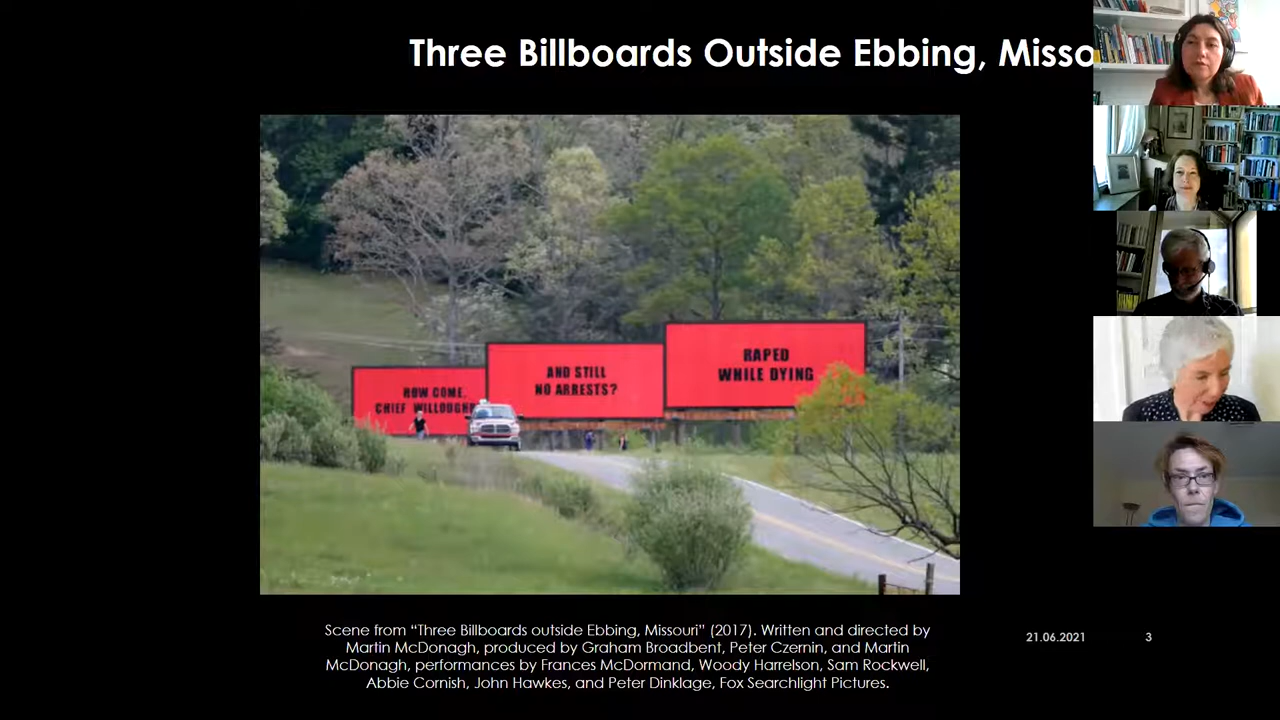 Three Billboards Outside Ebbing, Misso
HOW COME,
CHIEF WILLOUGHB
AND STILL
NO ARRESTS?
RAPED
WHILE DYING
Scene from “Three Billboards outside Ebbing, Missouri” (2017). Written and directed by
Martin McDonagh, produced by Graham Broadbent, Peter Czernin, and Martin
McDonagh, performances by Frances McDormand, Woody Harrelson, Sam Rockwell,
Abbie Cornish, John Hawkes, and Peter Dinklage, Fox Searchlight Pictures.
21.06.2021
3